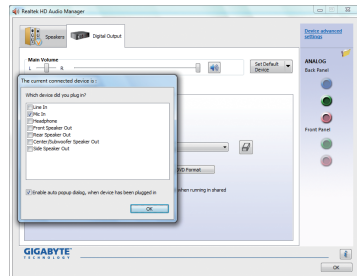 Realtek HD Audio Manager
Speakers
Digital Output
Device advanced
settings
Main Volume
L
R
Set Default
Device
ANALOG
Back Panel
Front Panel
The current connected device is :
Which device did you plug in?
Line In
Mic In
Headphone
Front Speaker Out
Rear Speaker Out
Center/Subwoofer Speaker Out
Side Speaker Out
Enable auto popup dialog, when device has been plugged in
OK
DVD Format
when running in shared
GIGABYTE
TECHNOLOGY
OK